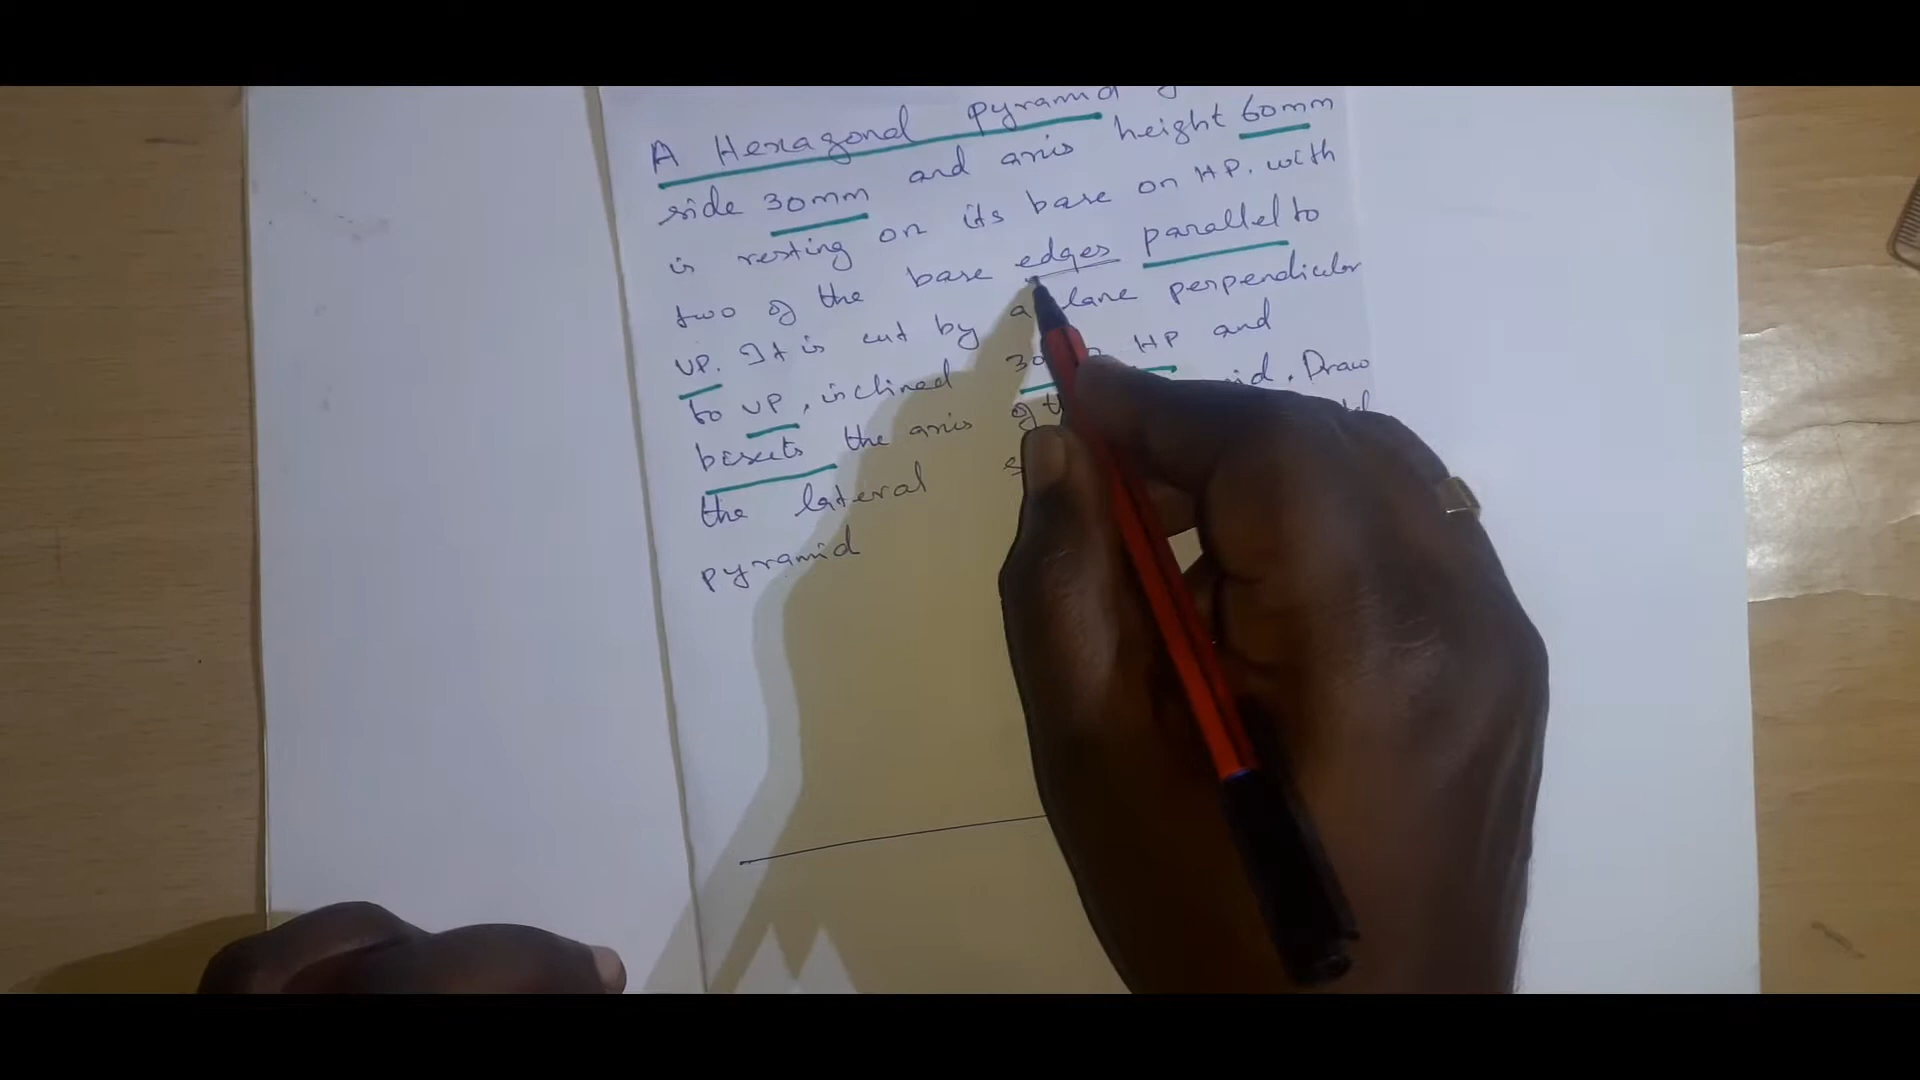 A Hexagonal pyramid
side 30mm and axis height 60mm
is resting on its base on HP. with
two of the base edges parallel to
VP. It is cut by a plane perpendicular
to VP, inclined 30 HP and
bisects the axis of Draw
the lateral
pyramid